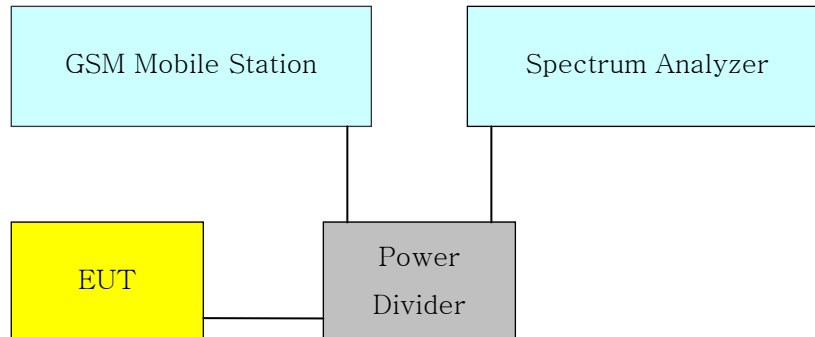 GSM Mobile Station
Spectrum Analyzer
EUT
Power
Divider